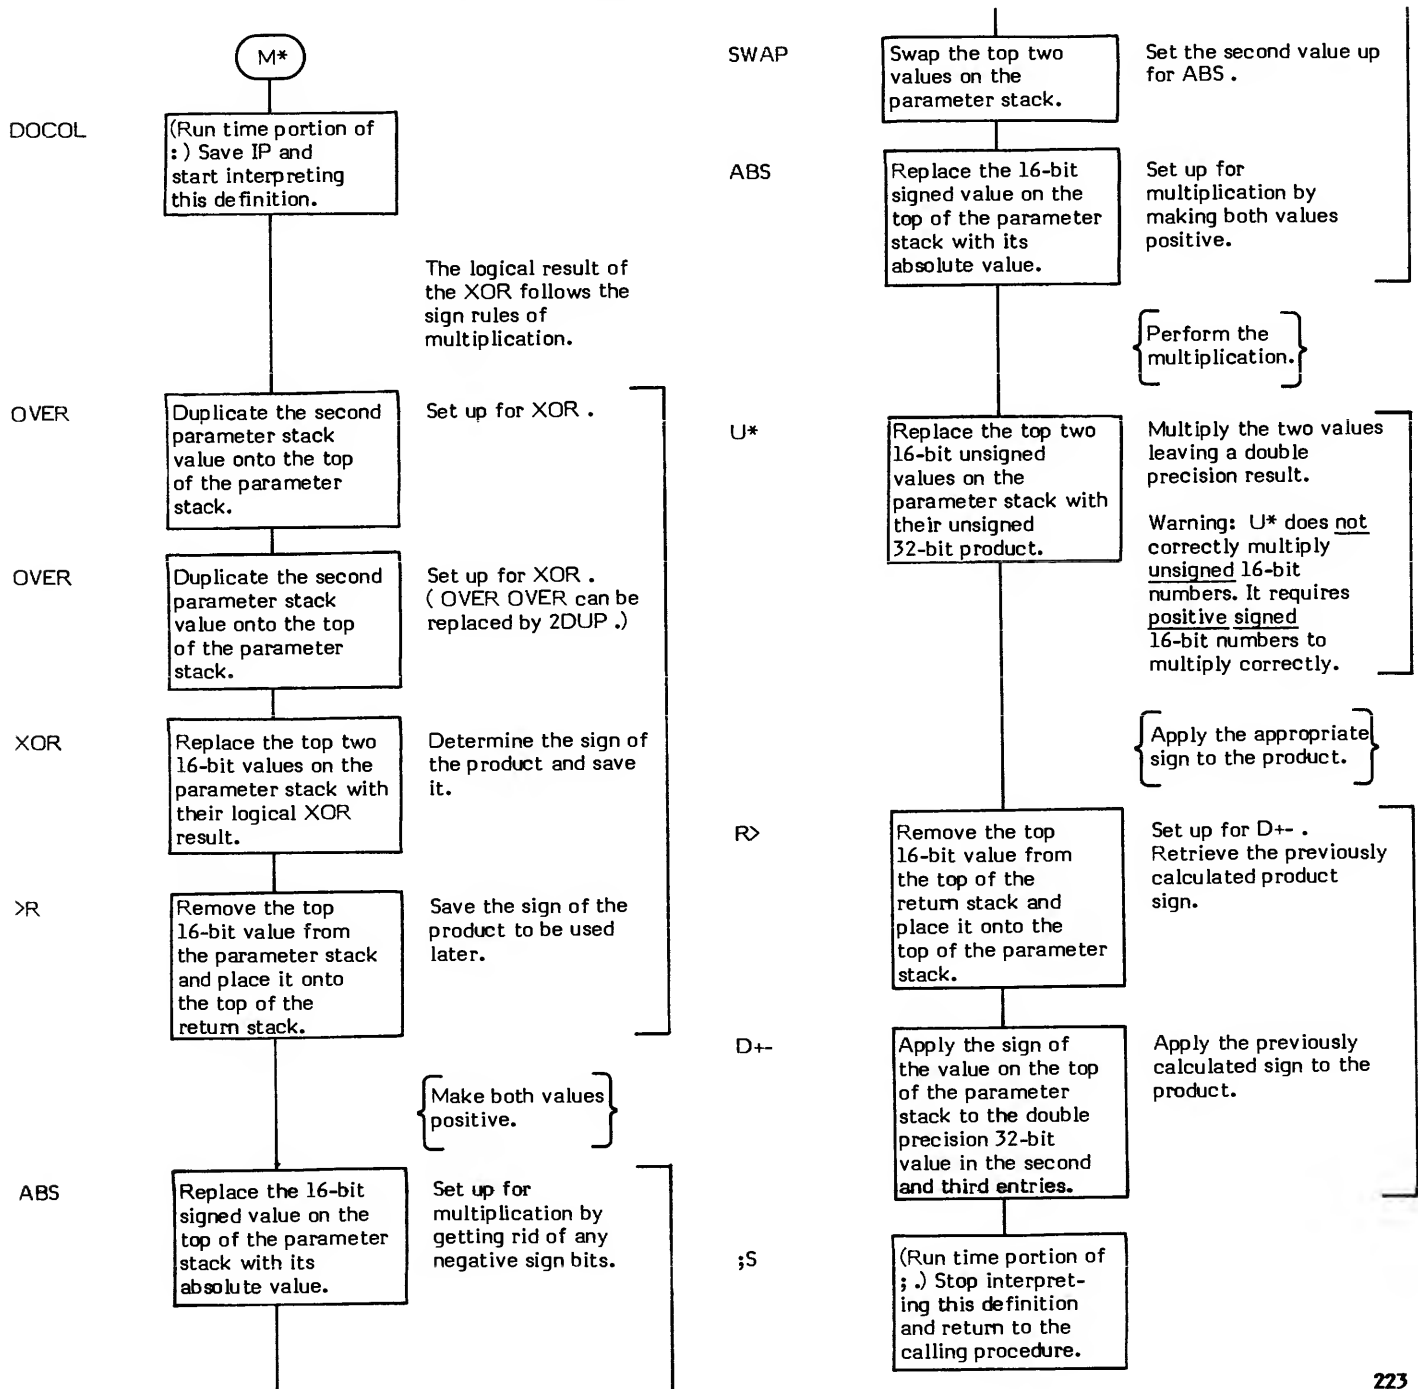 M*
DOCOL
(Run time portion of
: ) Save IP and
start interpreting
this definition.
The logical result of
the XOR follows the
sign rules of
multiplication.
OVER
Duplicate the second
parameter stack
value onto the top
of the parameter
stack.
Set up for XOR .
OVER
Duplicate the second
parameter stack
value onto the top
of the parameter
stack.
Set up for XOR .
( OVER OVER can be
replaced by 2DUP .)
XOR
Replace the top two
16-bit values on the
parameter stack with
their logical XOR
result.
Determine the sign of
the product and save
it.
>R
Remove the top
16-bit value from
the parameter stack
and place it onto
the top of the
return stack.
Save the sign of the
product to be used
later.
Make both values
positive.
ABS
Replace the 16-bit
signed value on the
top of the parameter
stack with its
absolute value.
Set up for
multiplication by
getting rid of any
negative sign bits.
SWAP
Swap the top two
values on the
parameter stack.
Set the second value up
for ABS .
ABS
Replace the 16-bit
signed value on the
top of the parameter
stack with its
absolute value.
Set up for
multiplication by
making both values
positive.
Perform the
multiplication.
U*
Replace the top two
16-bit unsigned
values on the
parameter stack with
their unsigned
32-bit product.
Multiply the two values
leaving a double
precision result.
Warning: U* does not
correctly multiply
unsigned 16-bit
numbers. It requires
positive signed
16-bit numbers to
multiply correctly.
Apply the appropriate
sign to the product.
R>
Remove the top
16-bit value from
the top of the
return stack and
place it onto the
top of the parameter
stack.
Set up for D+- .
Retrieve the previously
calculated product
sign.
D+-
Apply the sign of
the value on the top
of the parameter
stack to the double
precision 32-bit
value in the second
and third entries.
Apply the previously
calculated sign to the
product.
;S
(Run time portion of
; .) Stop interpret-
ing this definition
and return to the
calling procedure.
223